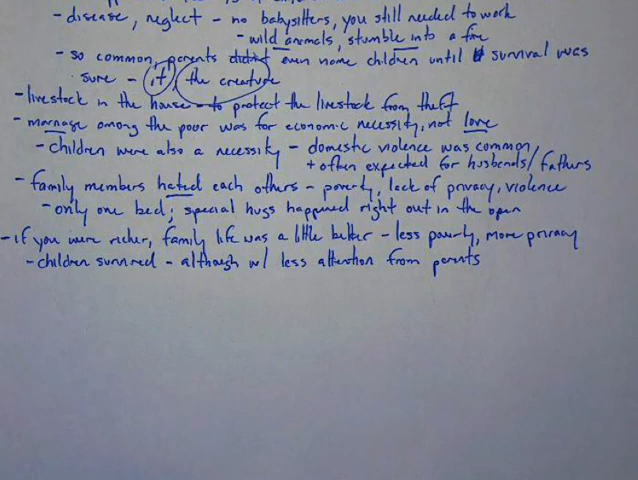 - disease, neglect - no babysitters, you still needed to work
- wild animals, stumble into a fire
- so common, parents didn't even name children until survival was
sure - it, the creature
- livestock in the house - to protect the livestock from theft
- marriage among the poor was for economic necessity, not love
- children were also a necessity - domestic violence was common,
+ often expected for husbands/fathers
- family members hated each others - poverty, lack of privacy, violence
- only one bed; special hugs happened right out in the open
- if you were richer, family life was a little better - less poverty, more privacy
- children survived - although w/ less attention from parents